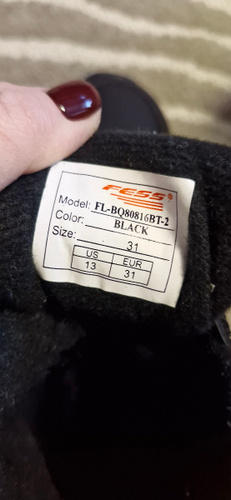 FESS®
Model: FL-BQ80816BT-2
Color: BLACK
Size: 31
US EUR
13 31